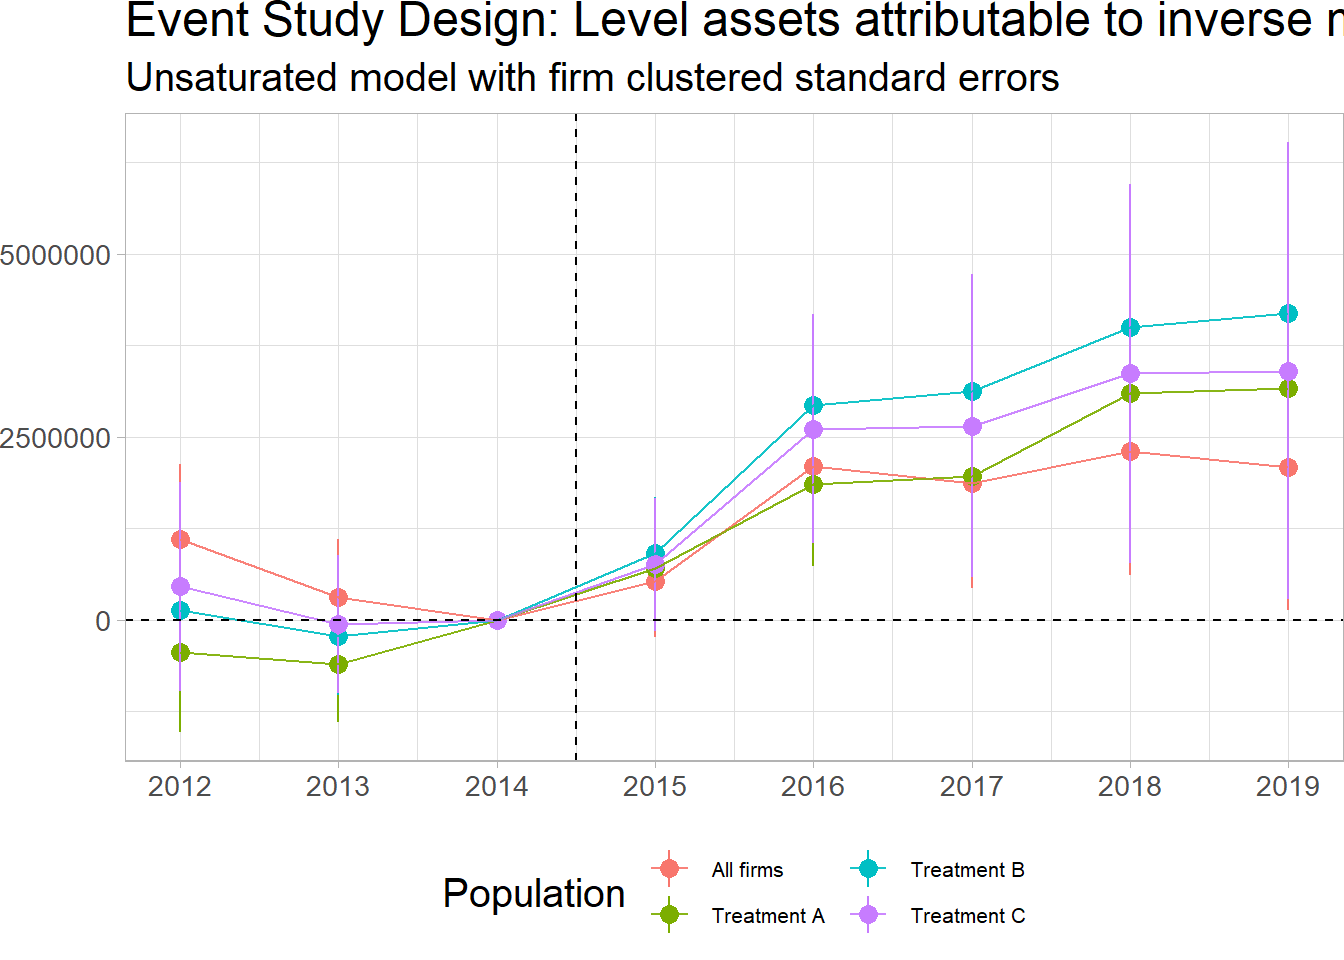 Event Study Design: Level assets attributable to inverse
Unsaturated model with firm clustered standard errors
5000000
2500000
0
2012 2013 2014 2015 2016 2017 2018 2019
Population
All firms
Treatment A
Treatment B
Treatment C